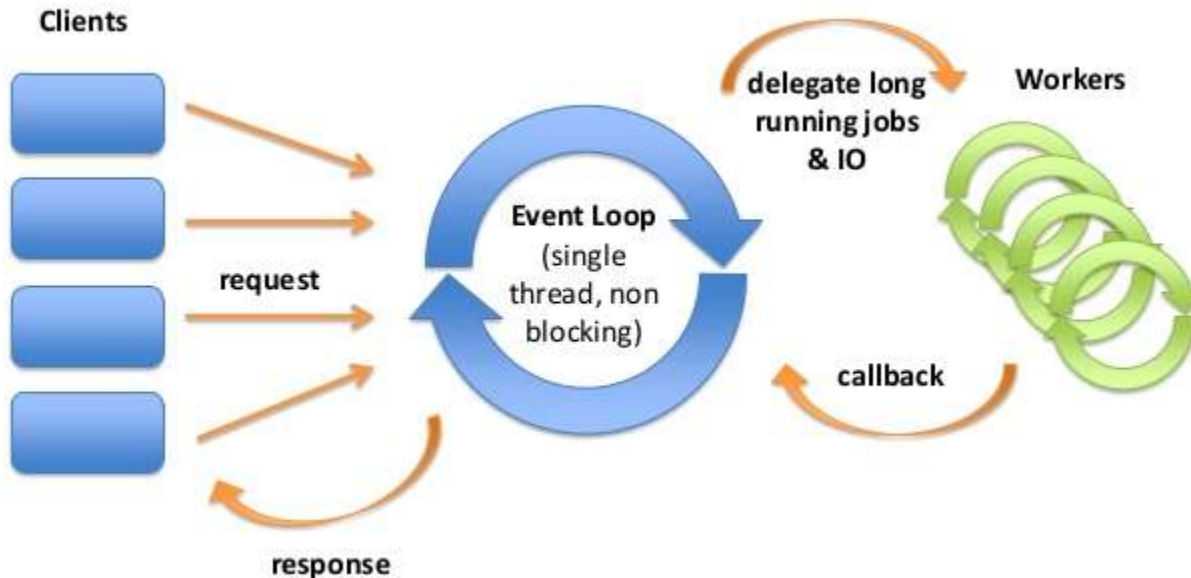 Clients
delegate long
running jobs
& IO
Workers
Event Loop
(single
thread, non
blocking)
request
callback
response